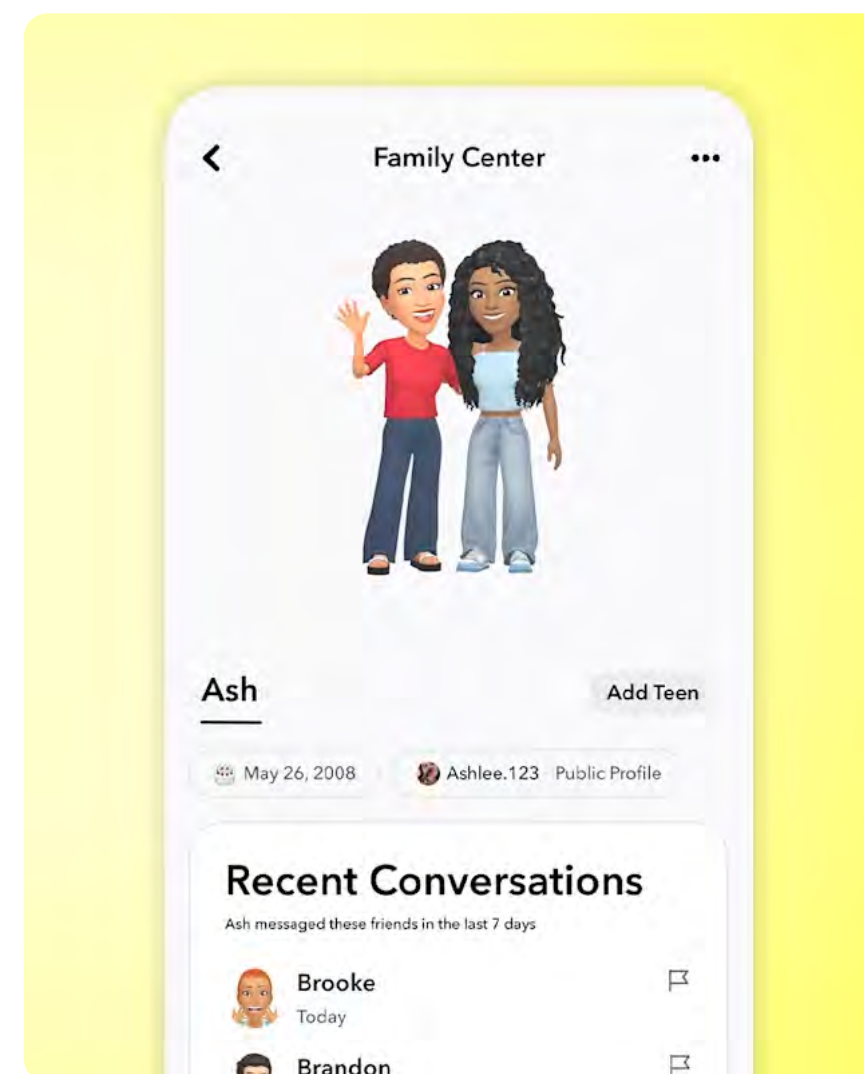 Family Center
Ash
Add Teen
May 26, 2008
Ashlee.123 Public Profile
Recent Conversations
Ash messaged these friends in the last 7 days
Brooke
Today
Brandon